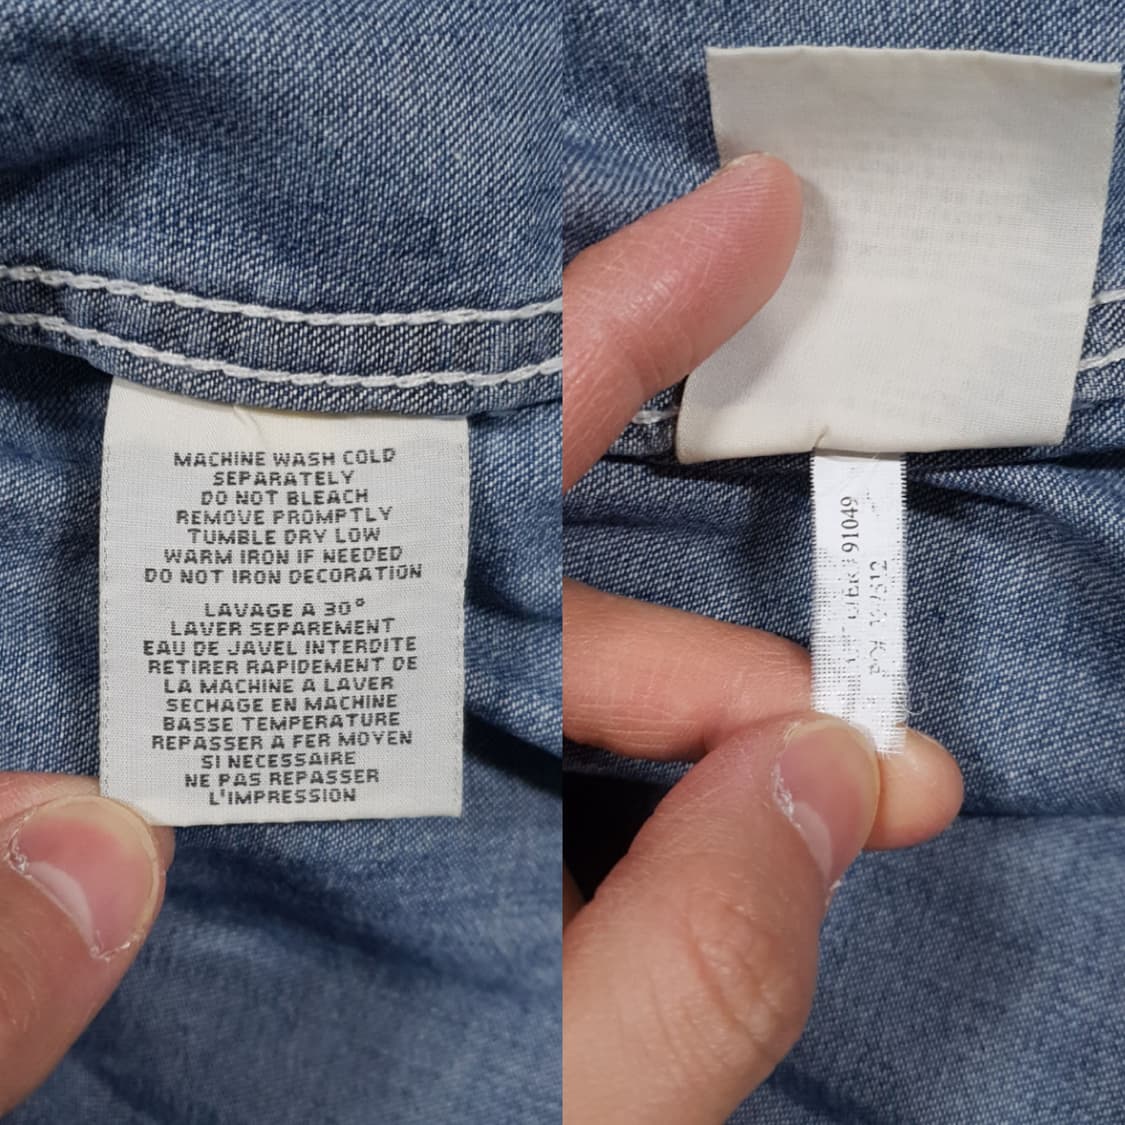 MACHINE WASH COLD
SEPARATELY
DO NOT BLEACH
REMOVE PROMPTLY
TUMBLE DRY LOW
WARM IRON IF NEEDED
DO NOT IRON DECORATION
LAVAGE A 30°
LAVER SEPAREMENT
EAU DE JAVEL INTERDITE
RETIRER RAPIDEMENT DE
LA MACHINE A LAVER
SECHAGE EN MACHINE
BASSE TEMPERATURE
REPASSER A FER MOYEN
SI NECESSAIRE
NE PAS REPASSER
L'IMPRESSION
91049